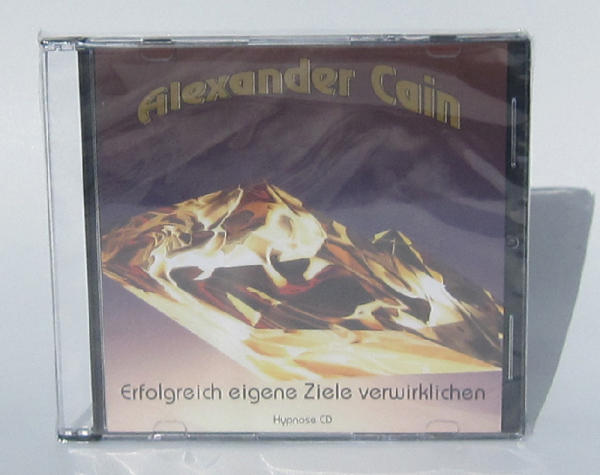 Alexander Cain
Erfolgreich eigene Ziele verwirklichen
Hypnose CD